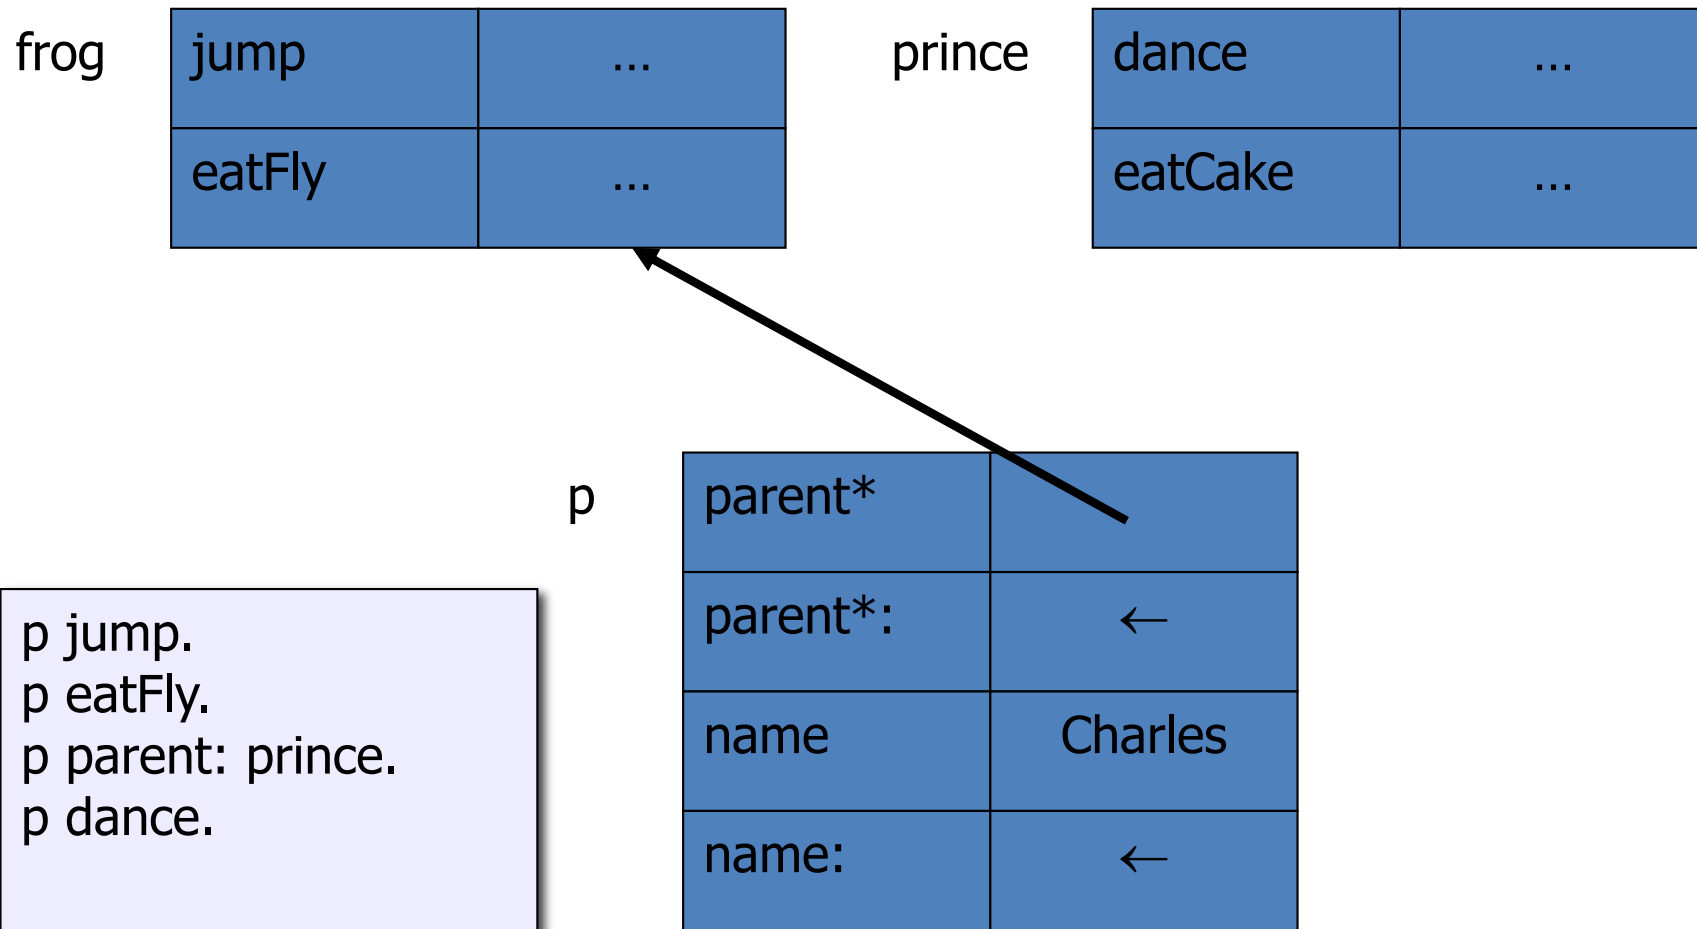 frog
jump …
eatFly …
prince
dance …
eatCake …
p
parent*
parent*: ←
name Charles
name: ←
p jump.
p eatFly.
p parent: prince.
p dance.